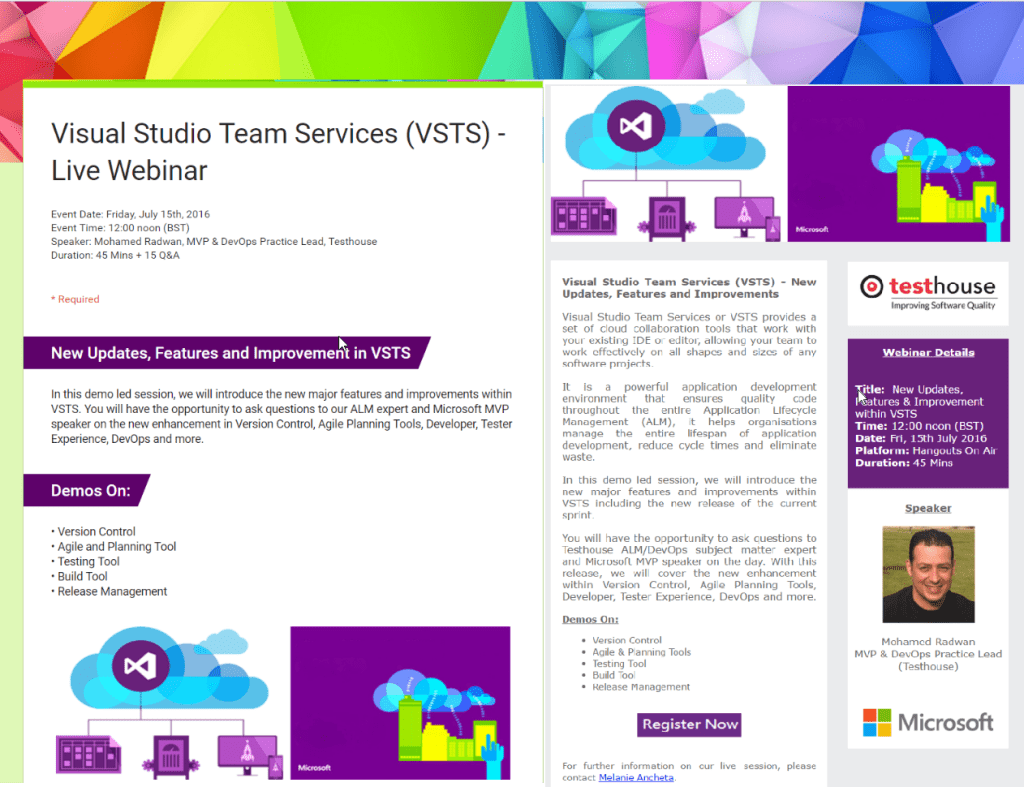 Visual Studio Team Services (VSTS) -
Live Webinar
Event Date: Friday, July 15th, 2016
Event Time: 12:00 noon (BST)
Speaker: Mohamed Radwan, MVP & DevOps Practice Lead, Testhouse
Duration: 45 Mins + 15 Q&A
* Required
New Updates, Features and Improvement in VSTS
In this demo led session, we will introduce the new major features and improvements within
VSTS. You will have the opportunity to ask questions to our ALM expert and Microsoft MVP
speaker on the new enhancement in Version Control, Agile Planning Tools, Developer, Tester
Experience, DevOps and more.
Demos On:
• Version Control
• Agile and Planning Tool
• Testing Tool
• Build Tool
• Release Management
Microsoft
Microsoft
Visual Studio Team Services (VSTS) - New
Updates, Features and Improvements
Visual Studio Team Services or VSTS provides a
set of cloud collaboration tools that work with
your existing IDE or editor, allowing your team to
work effectively on all shapes and sizes of any
software projects.
It is a powerful application development
environment that ensures quality code
throughout the entire Application Lifecycle
Management (ALM), it helps organisations
manage the entire lifespan of application
development, reduce cycle times and eliminate
waste.
In this demo led session, we will introduce the
new major features and improvements within
VSTS including the new release of the current
sprint.
You will have the opportunity to ask questions to
Testhouse ALM/DevOps subject matter expert
and Microsoft MVP speaker on the day. With this
release, we will cover the new enhancement
within Version Control, Agile Planning Tools,
Developer, Tester Experience, DevOps and more.
Demos On:
• Version Control
• Agile & Planning Tools
• Testing Tool
• Build Tool
• Release Management
Register Now
For further information on our live session, please
contact Melanie Ancheta.
testhouse
Improving Software Quality
Webinar Details
Title: New Updates,
Features & Improvement
within VSTS
Time: 12:00 noon (BST)
Date: Fri, 15th July 2016
Platform: Hangouts On Air
Duration: 45 Mins
Speaker
Mohamed Radwan
MVP & DevOps Practice Lead
(Testhouse)
Microsoft